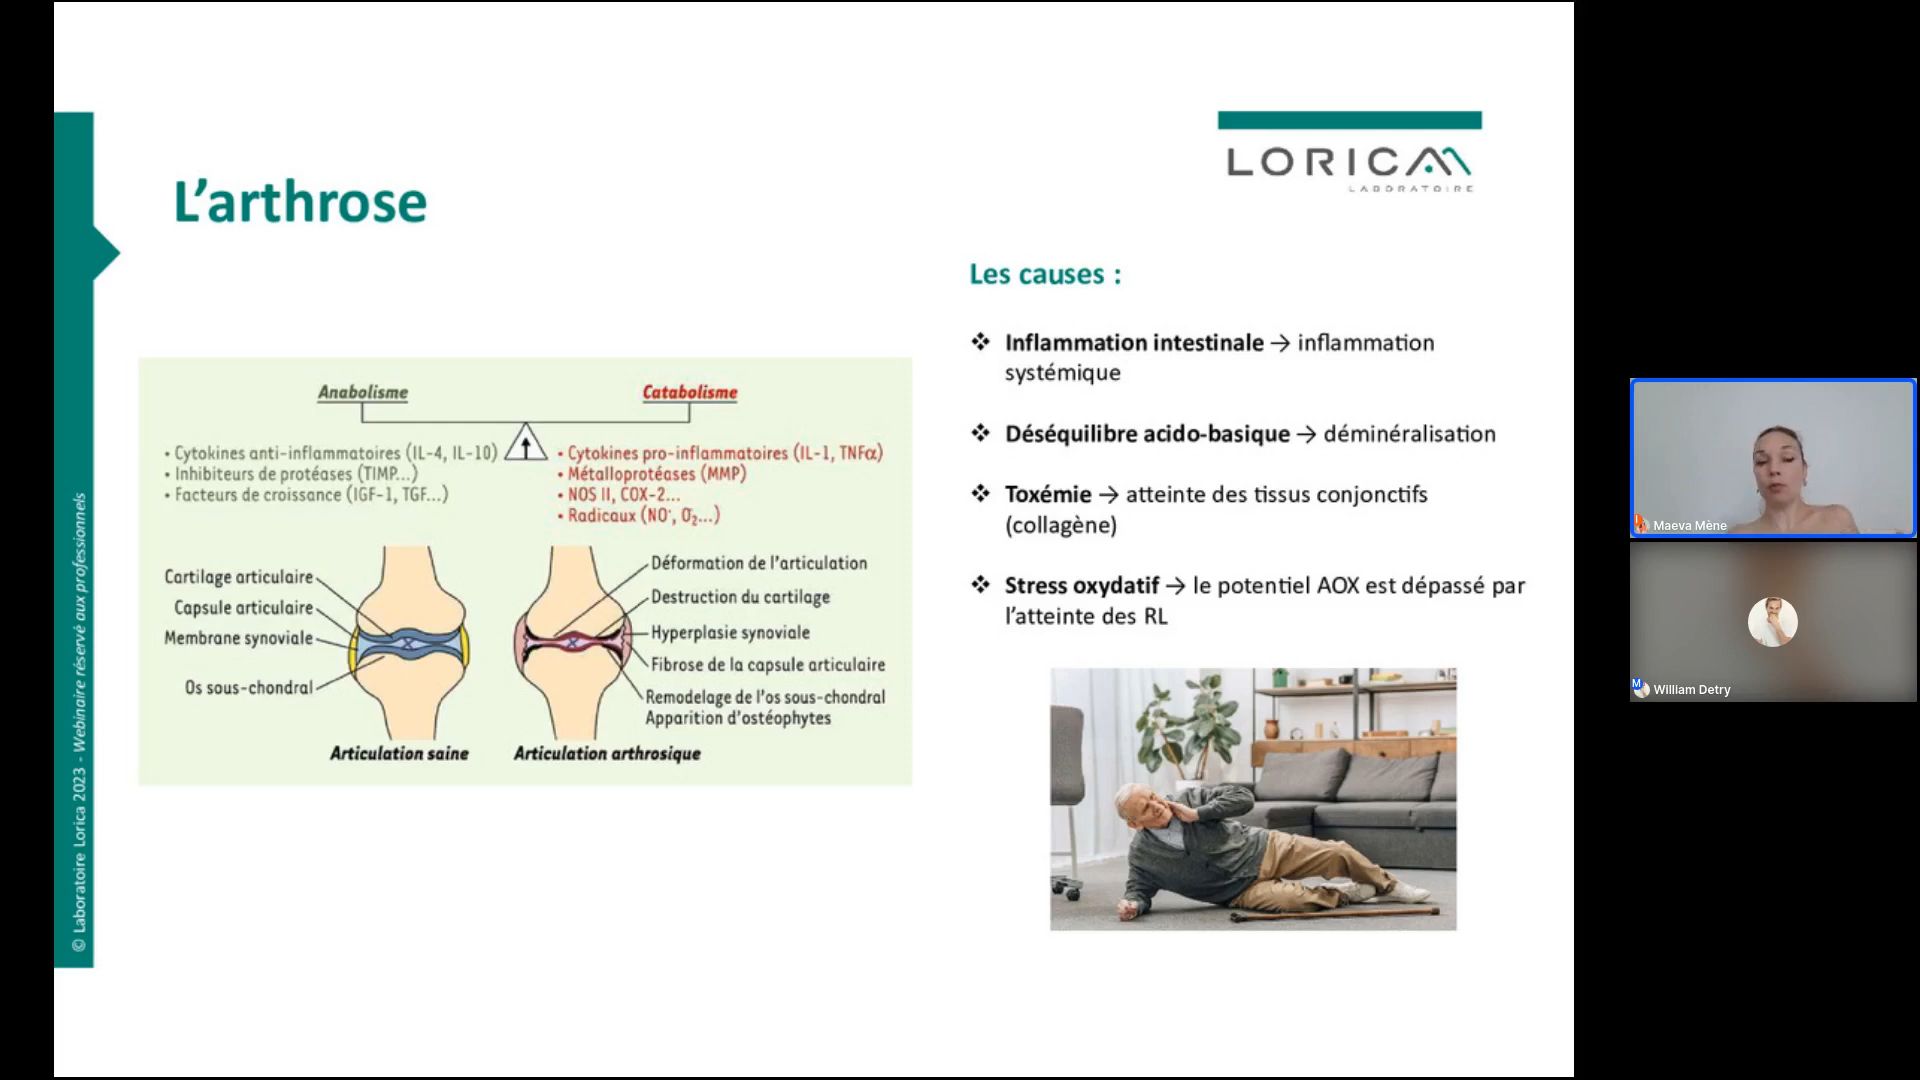 © Laboratoire Lorica 2023 - Webinaire réservé aux professionnels
LORICA
LABORATOIRE
L'arthrose
Anabolisme
• Cytokines anti-inflammatoires (IL-4, IL-10)
• Inhibiteurs de protéases (TIMP...)
• Facteurs de croissance (IGF-1, TGF...)
Catabolisme
• Cytokines pro-inflammatoires (IL-1, TNFα)
• Métalloprotéases (MMP)
• NOS II, COX-2...
• Radicaux (NO·, O₂⁻...)
Cartilage articulaire
Capsule articulaire
Membrane synoviale
Os sous-chondral
Articulation saine
Déformation de l'articulation
Destruction du cartilage
Hyperplasie synoviale
Fibrose de la capsule articulaire
Remodelage de l'os sous-chondral
Apparition d'ostéophytes
Articulation arthrosique
Les causes :
❖ Inflammation intestinale → inflammation
systémique
❖ Déséquilibre acido-basique → déminéralisation
❖ Toxémie → atteinte des tissus conjonctifs
(collagène)
❖ Stress oxydatif → le potentiel AOX est dépassé par
l'atteinte des RL
Maeva Mène
M
William Detry